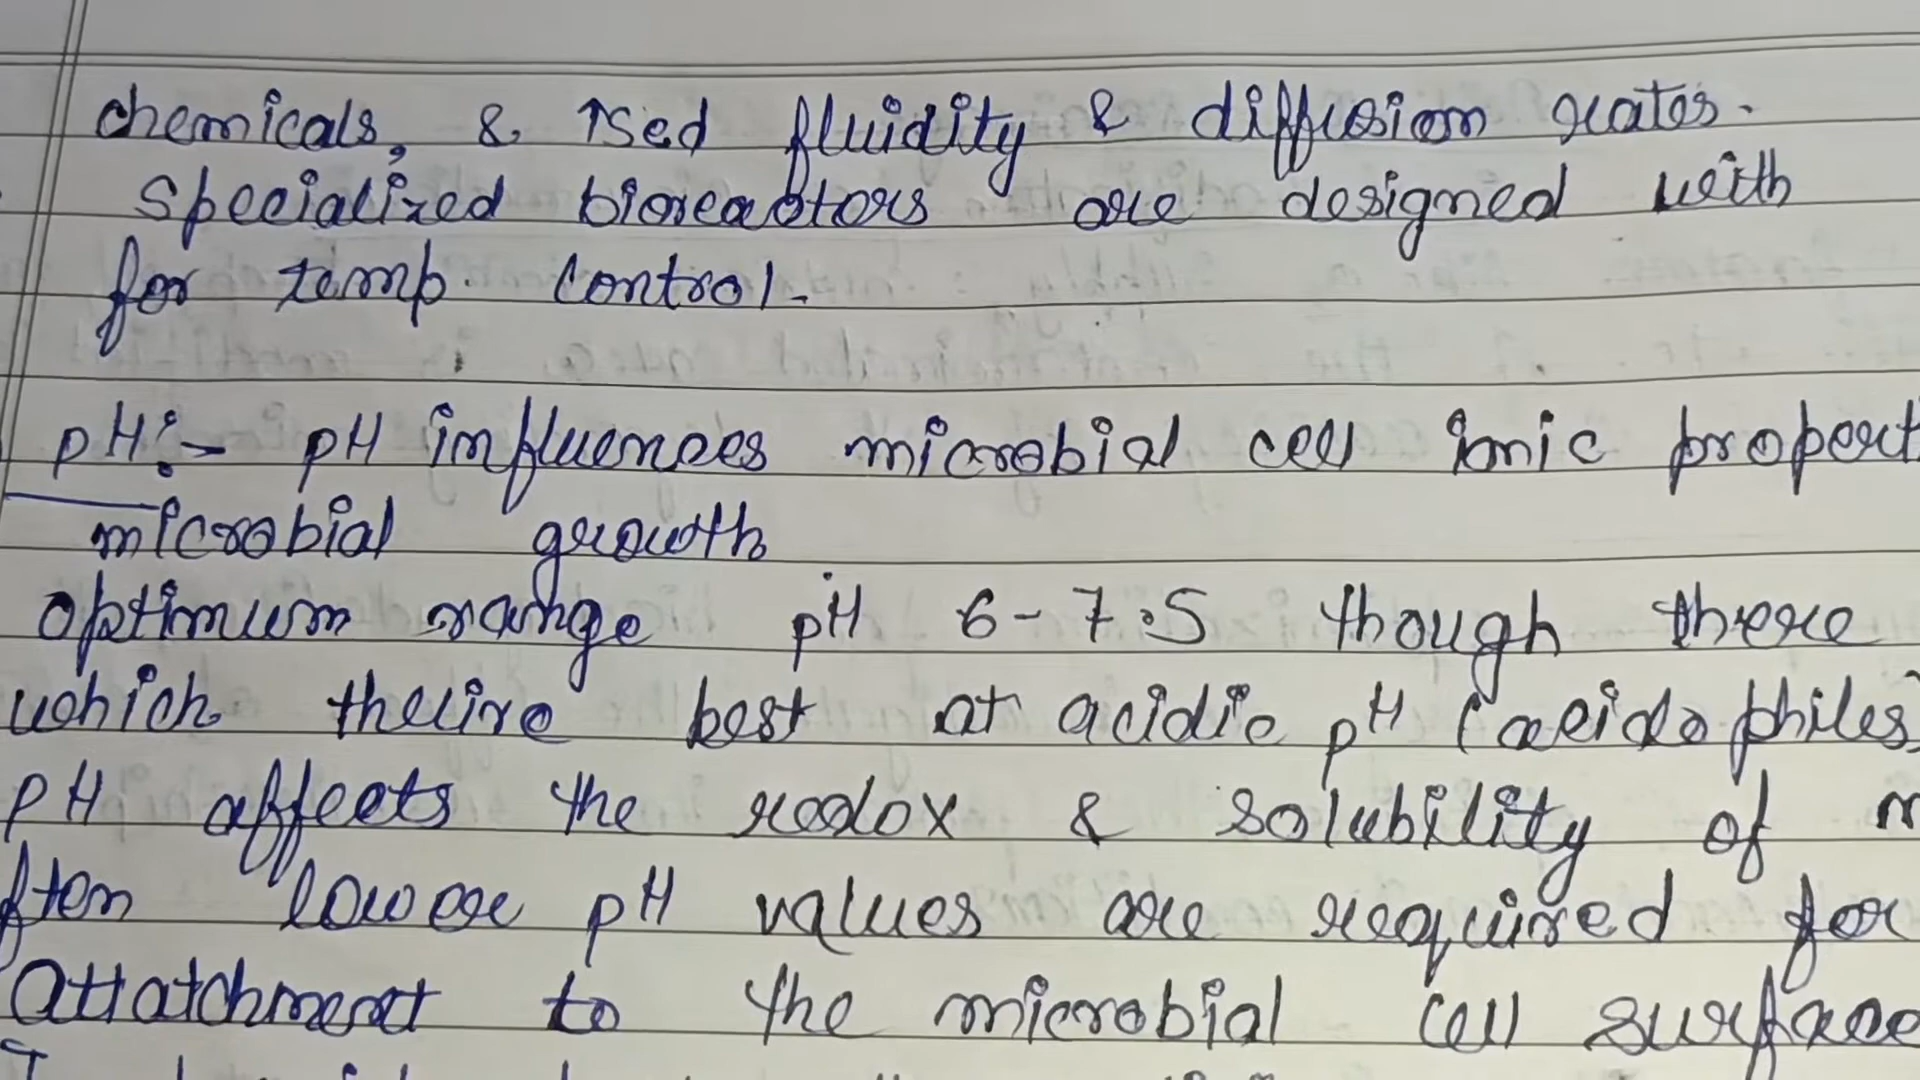 chemicals, & ↑sed fluidity & diffusion rates.
Specialized bioreactors are designed with
for temp. control.
pH:- pH influences microbial cell ionic propert
microbial growth
optimum range pH 6-7.5 though there
which thrive best at acidic pH (acidophiles)
pH affects the redox & solubility of
ften lower pH values are required for
Attatchment to the microbial cell surface